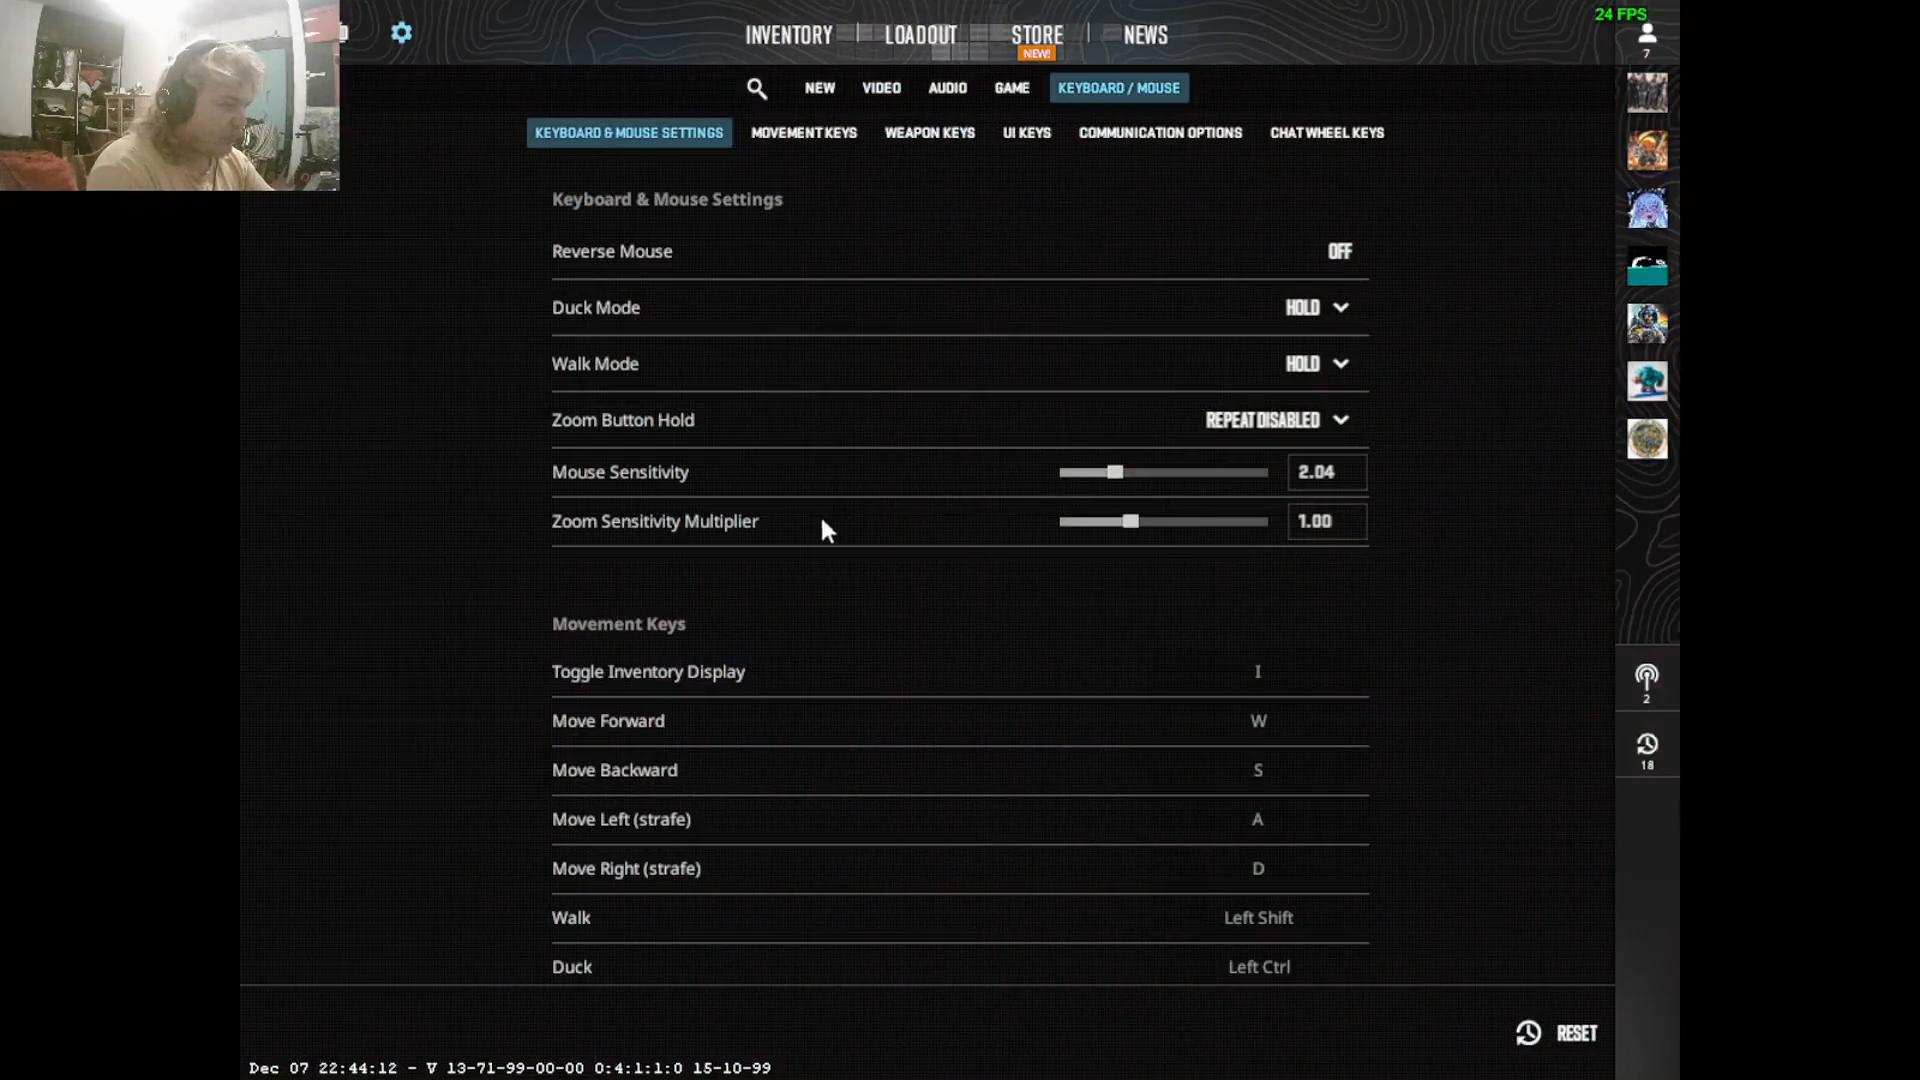 24 FPS
INVENTORY
LOADOUT
STORE
NEWS
NEW!
7
NEW
VIDEO
AUDIO
GAME
KEYBOARD / MOUSE
KEYBOARD & MOUSE SETTINGS
MOVEMENT KEYS
WEAPON KEYS
UI KEYS
COMMUNICATION OPTIONS
CHAT WHEEL KEYS
Keyboard & Mouse Settings
Reverse Mouse
OFF
Duck Mode
HOLD
Walk Mode
HOLD
Zoom Button Hold
REPEAT DISABLED
Mouse Sensitivity
2.04
Zoom Sensitivity Multiplier
1.00
Movement Keys
Toggle Inventory Display
I
2
Move Forward
W
18
Move Backward
S
Move Left (strafe)
A
Move Right (strafe)
D
Walk
Left Shift
Duck
Left Ctrl
RESET
Dec 07 22:44:12 - V 13-71-99-00-00 0:4:1:1:0 15-10-99